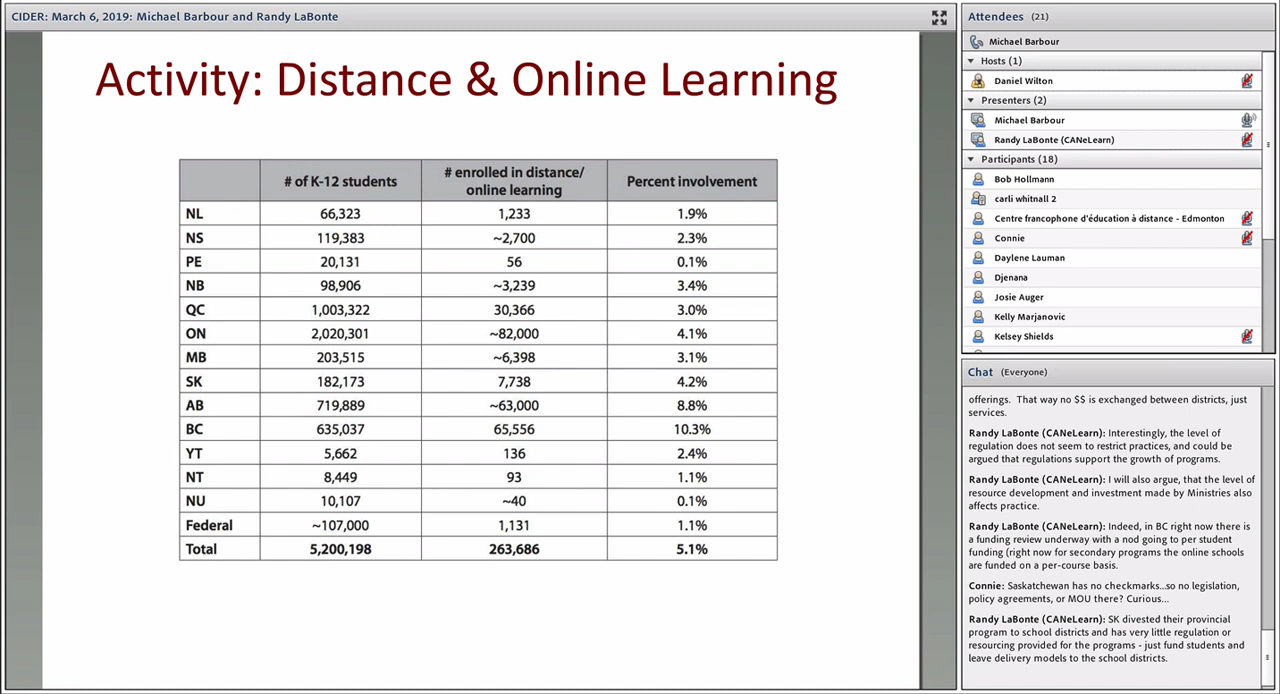 CIDER: March 6, 2019: Michael Barbour and Randy LaBonte
Activity: Distance & Online Learning
# of K-12 students # enrolled in distance/ online learning Percent involvement
NL 66,323 1,233 1.9%
NS 119,383 ~2,700 2.3%
PE 20,131 56 0.1%
NB 98,906 ~3,239 3.4%
QC 1,003,322 30,366 3.0%
ON 2,020,301 ~82,000 4.1%
MB 203,515 ~6,398 3.1%
SK 182,173 7,738 4.2%
AB 719,889 ~63,000 8.8%
BC 635,037 65,556 10.3%
YT 5,662 136 2.4%
NT 8,449 93 1.1%
NU 10,107 ~40 0.1%
Federal ~107,000 1,131 1.1%
Total 5,200,198 263,686 5.1%
Attendees (21)
Michael Barbour
Hosts (1)
Daniel Wilton
Presenters (2)
Michael Barbour
Randy LaBonte (CANeLearn)
Participants (18)
Bob Hollmann
carli whitnall 2
Centre francophone d'éducation à distance - Edmonton
Connie
Daylene Lauman
Djenana
Josie Auger
Kelly Marjanovic
Kelsey Shields
Chat (Everyone)
offerings. That way no $$ is exchanged between districts, just
services.
Randy LaBonte (CANeLearn): Interestingly, the level of
regulation does not seem to restrict practices, and could be
argued that regulations support the growth of programs.
Randy LaBonte (CANeLearn): I will also argue, that the level of
resource development and investment made by Ministries also
affects practice.
Randy LaBonte (CANeLearn): Indeed, in BC right now there is
a funding review underway with a nod going to per student
funding (right now for secondary programs the online schools
are funded on a per-course basis.
Connie: Saskatchewan has no checkmarks...so no legislation,
policy agreements, or MOU there? Curious...
Randy LaBonte (CANeLearn): SK divested their provincial
program to school districts and has very little regulation or
resourcing provided for the programs - just fund students and
leave delivery models to the school districts.